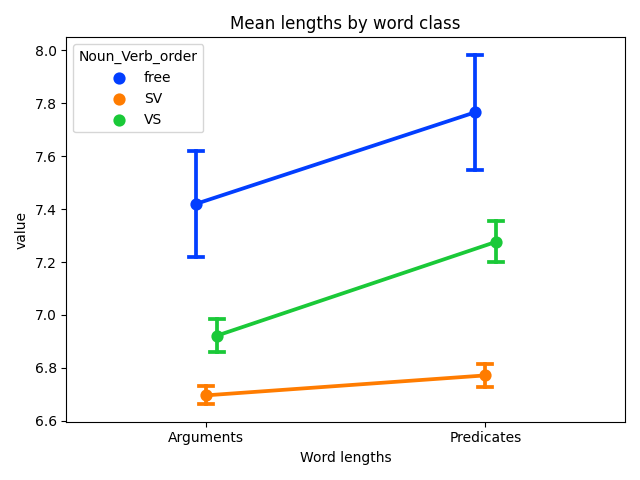 Mean lengths by word class
Noun_Verb_order
free
SV
VS
8.0
7.8
7.6
7.4
7.2
7.0
6.8
6.6
value
Arguments
Predicates
Word lengths